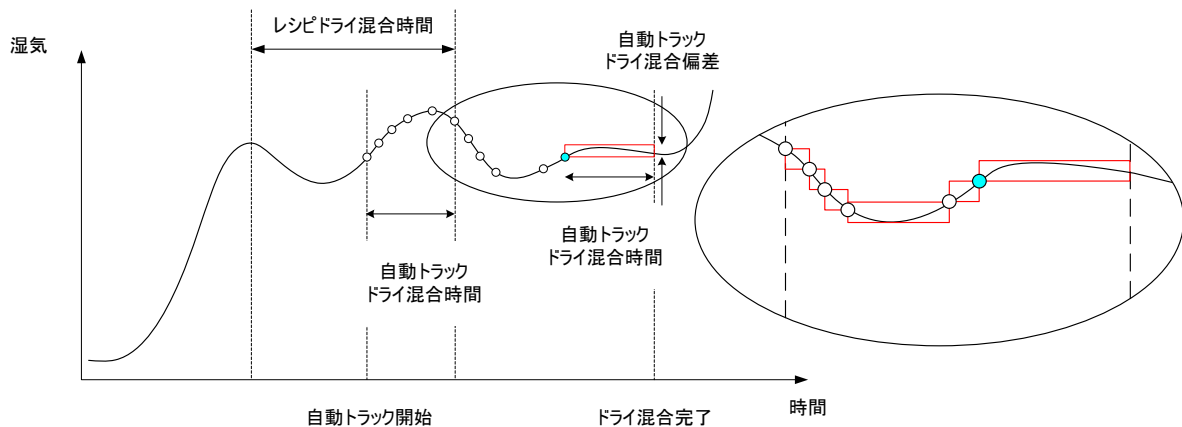 湿気
レシピドライ混合時間
自動トラック
ドライ混合偏差
自動トラック
ドライ混合時間
自動トラック
ドライ混合時間
自動トラック開始
ドライ混合完了
時間